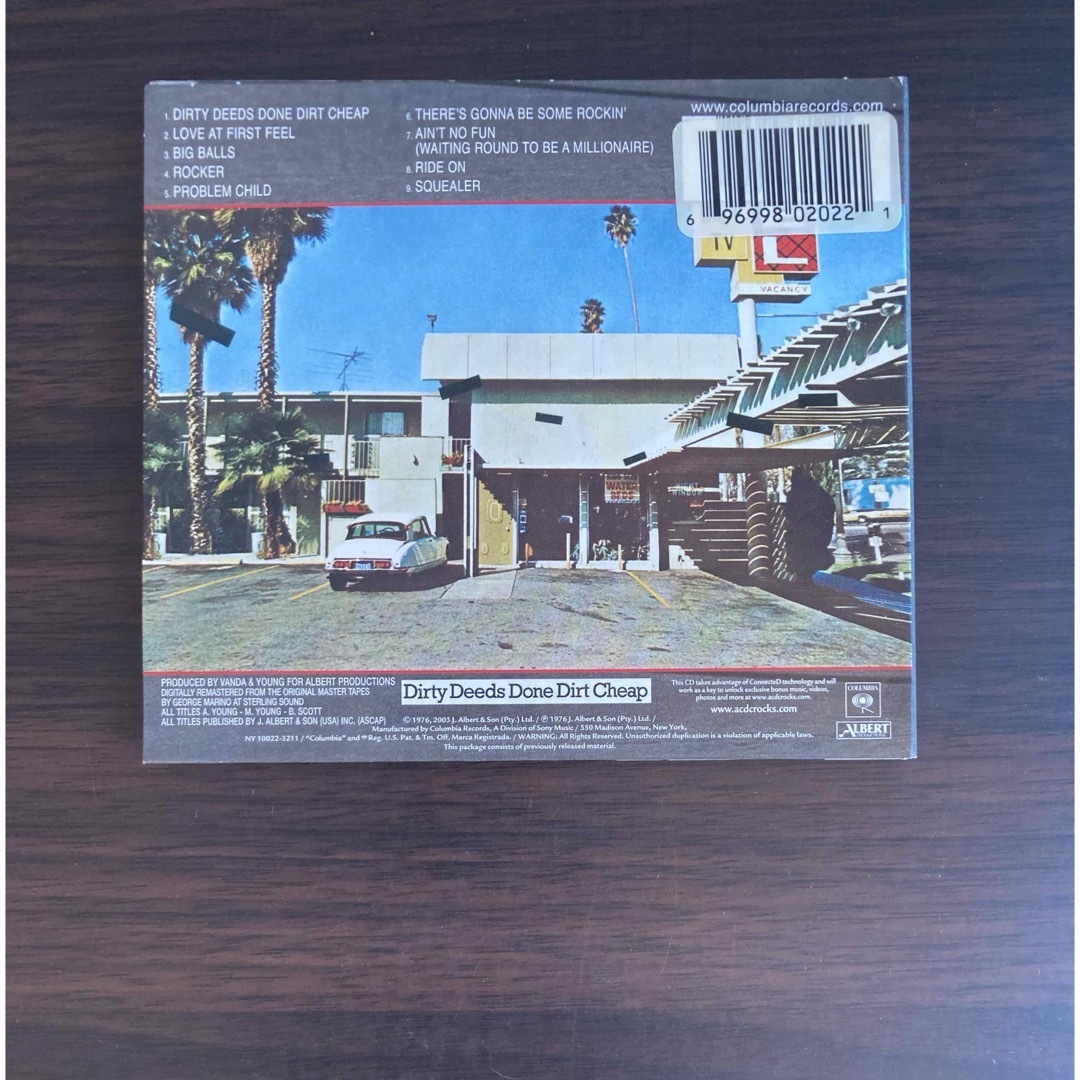 1. DIRTY DEEDS DONE DIRT CHEAP
2. LOVE AT FIRST FEEL
3. BIG BALLS
4. ROCKER
5. PROBLEM CHILD
6. THERE'S GONNA BE SOME ROCKIN'
7. AIN'T NO FUN
(WAITING ROUND TO BE A MILLIONAIRE)
8. RIDE ON
9. SQUEALER
www.columbiarecords.com
6 96998 02022 1
TV
L
VACANCY
WATER
BEDS
NIGHT
WINDOW
PRODUCED BY VANDA & YOUNG FOR ALBERT PRODUCTIONS
DIGITALLY REMASTERED FROM THE ORIGINAL MASTER TAPES
BY GEORGE MARINO AT STERLING SOUND
ALL TITLES A. YOUNG - M. YOUNG - B. SCOTT
ALL TITLES PUBLISHED BY J. ALBERT & SON (USA) INC. (ASCAP)
Dirty Deeds Done Dirt Cheap
This CD takes advantage of ConnecteD technology and will
work as a key to unlock exclusive bonus music, videos,
photos and more at www.acdcrocks.com.
www.acdcrocks.com
COLUMBIA
ALBERT
PRODUCTIONS
© 1976, 2003 J. Albert & Son (Pty.) Ltd. / ℗ 1976 J. Albert & Son (Pty.) Ltd. /
Manufactured by Columbia Records, A Division of Sony Music / 550 Madison Avenue, New York,
NY 10022-3211 / "Columbia" and Reg. U.S. Pat. & Tm. Off. Marca Registrada. / WARNING: All Rights Reserved. Unauthorized duplication is a violation of applicable laws.
This package consists of previously released material.